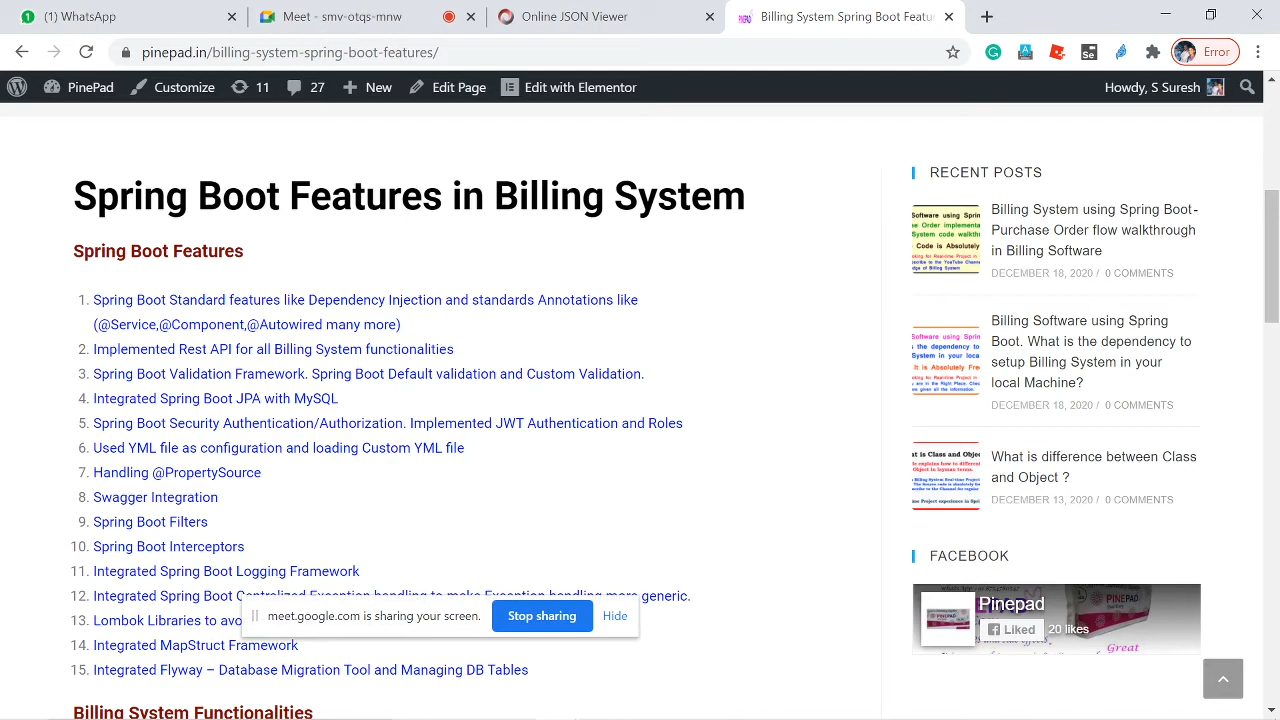 (1) WhatsApp
Meet - smv-otqs-mnw
Online JSON Viewer
Billing System Spring Boot Featur
pinepad.in/billing-system-spring-boot-features/
Error
PinePad
Customize
11
27
New
Edit Page
Edit with Elementor
Howdy, S Suresh
Spring Boot Features in Billing System
Spring Boot Features
1. Spring Boot Standard features like Dependency Injection and standards Annotations like
(@Service,@Component,@Autowired many more)
2. Implemented Rest API for all Billing System functionalities
3. Spring Boot Validation Framework. Spring Boot Default validation and Custom Validation.
4. Integrated Spring Boot JPA with MySQL
5. Spring Boot Security Authentication/Authorization. Implemented JWT Authentication and Roles
6. Used YML file as configuration and loading Custom YML file
7. Handling @PropertySource
8. Swagger Integration
9. Spring Boot Filters
10. Spring Boot Interceptors
11. Integrated Spring Boot Logging Framework
12. Integrated Spring Boot exception handling to make Exception handling more generic.
13. Lombok Libraries to
14. Integrated MapStruct Framework
15. Integrated Flyway – Database Migration Tool and Managing DB Tables
Billing System Functionalities
meet.google.com is sharing your screen.
Stop sharing
Hide
RECENT POSTS
Billing System using Spring Boot-
Purchase Order flow walkthrough
in Billing Software
DECEMBER 18, 2020 / 0 COMMENTS
Billing Software using Spring
Boot. What is the dependency to
setup Billing System in your
local Machine?
DECEMBER 18, 2020 / 0 COMMENTS
What is difference between Class
and Object ?
DECEMBER 13, 2020 / 0 COMMENTS
FACEBOOK
Pinepad
Liked
20 likes
PINEPAD
Great